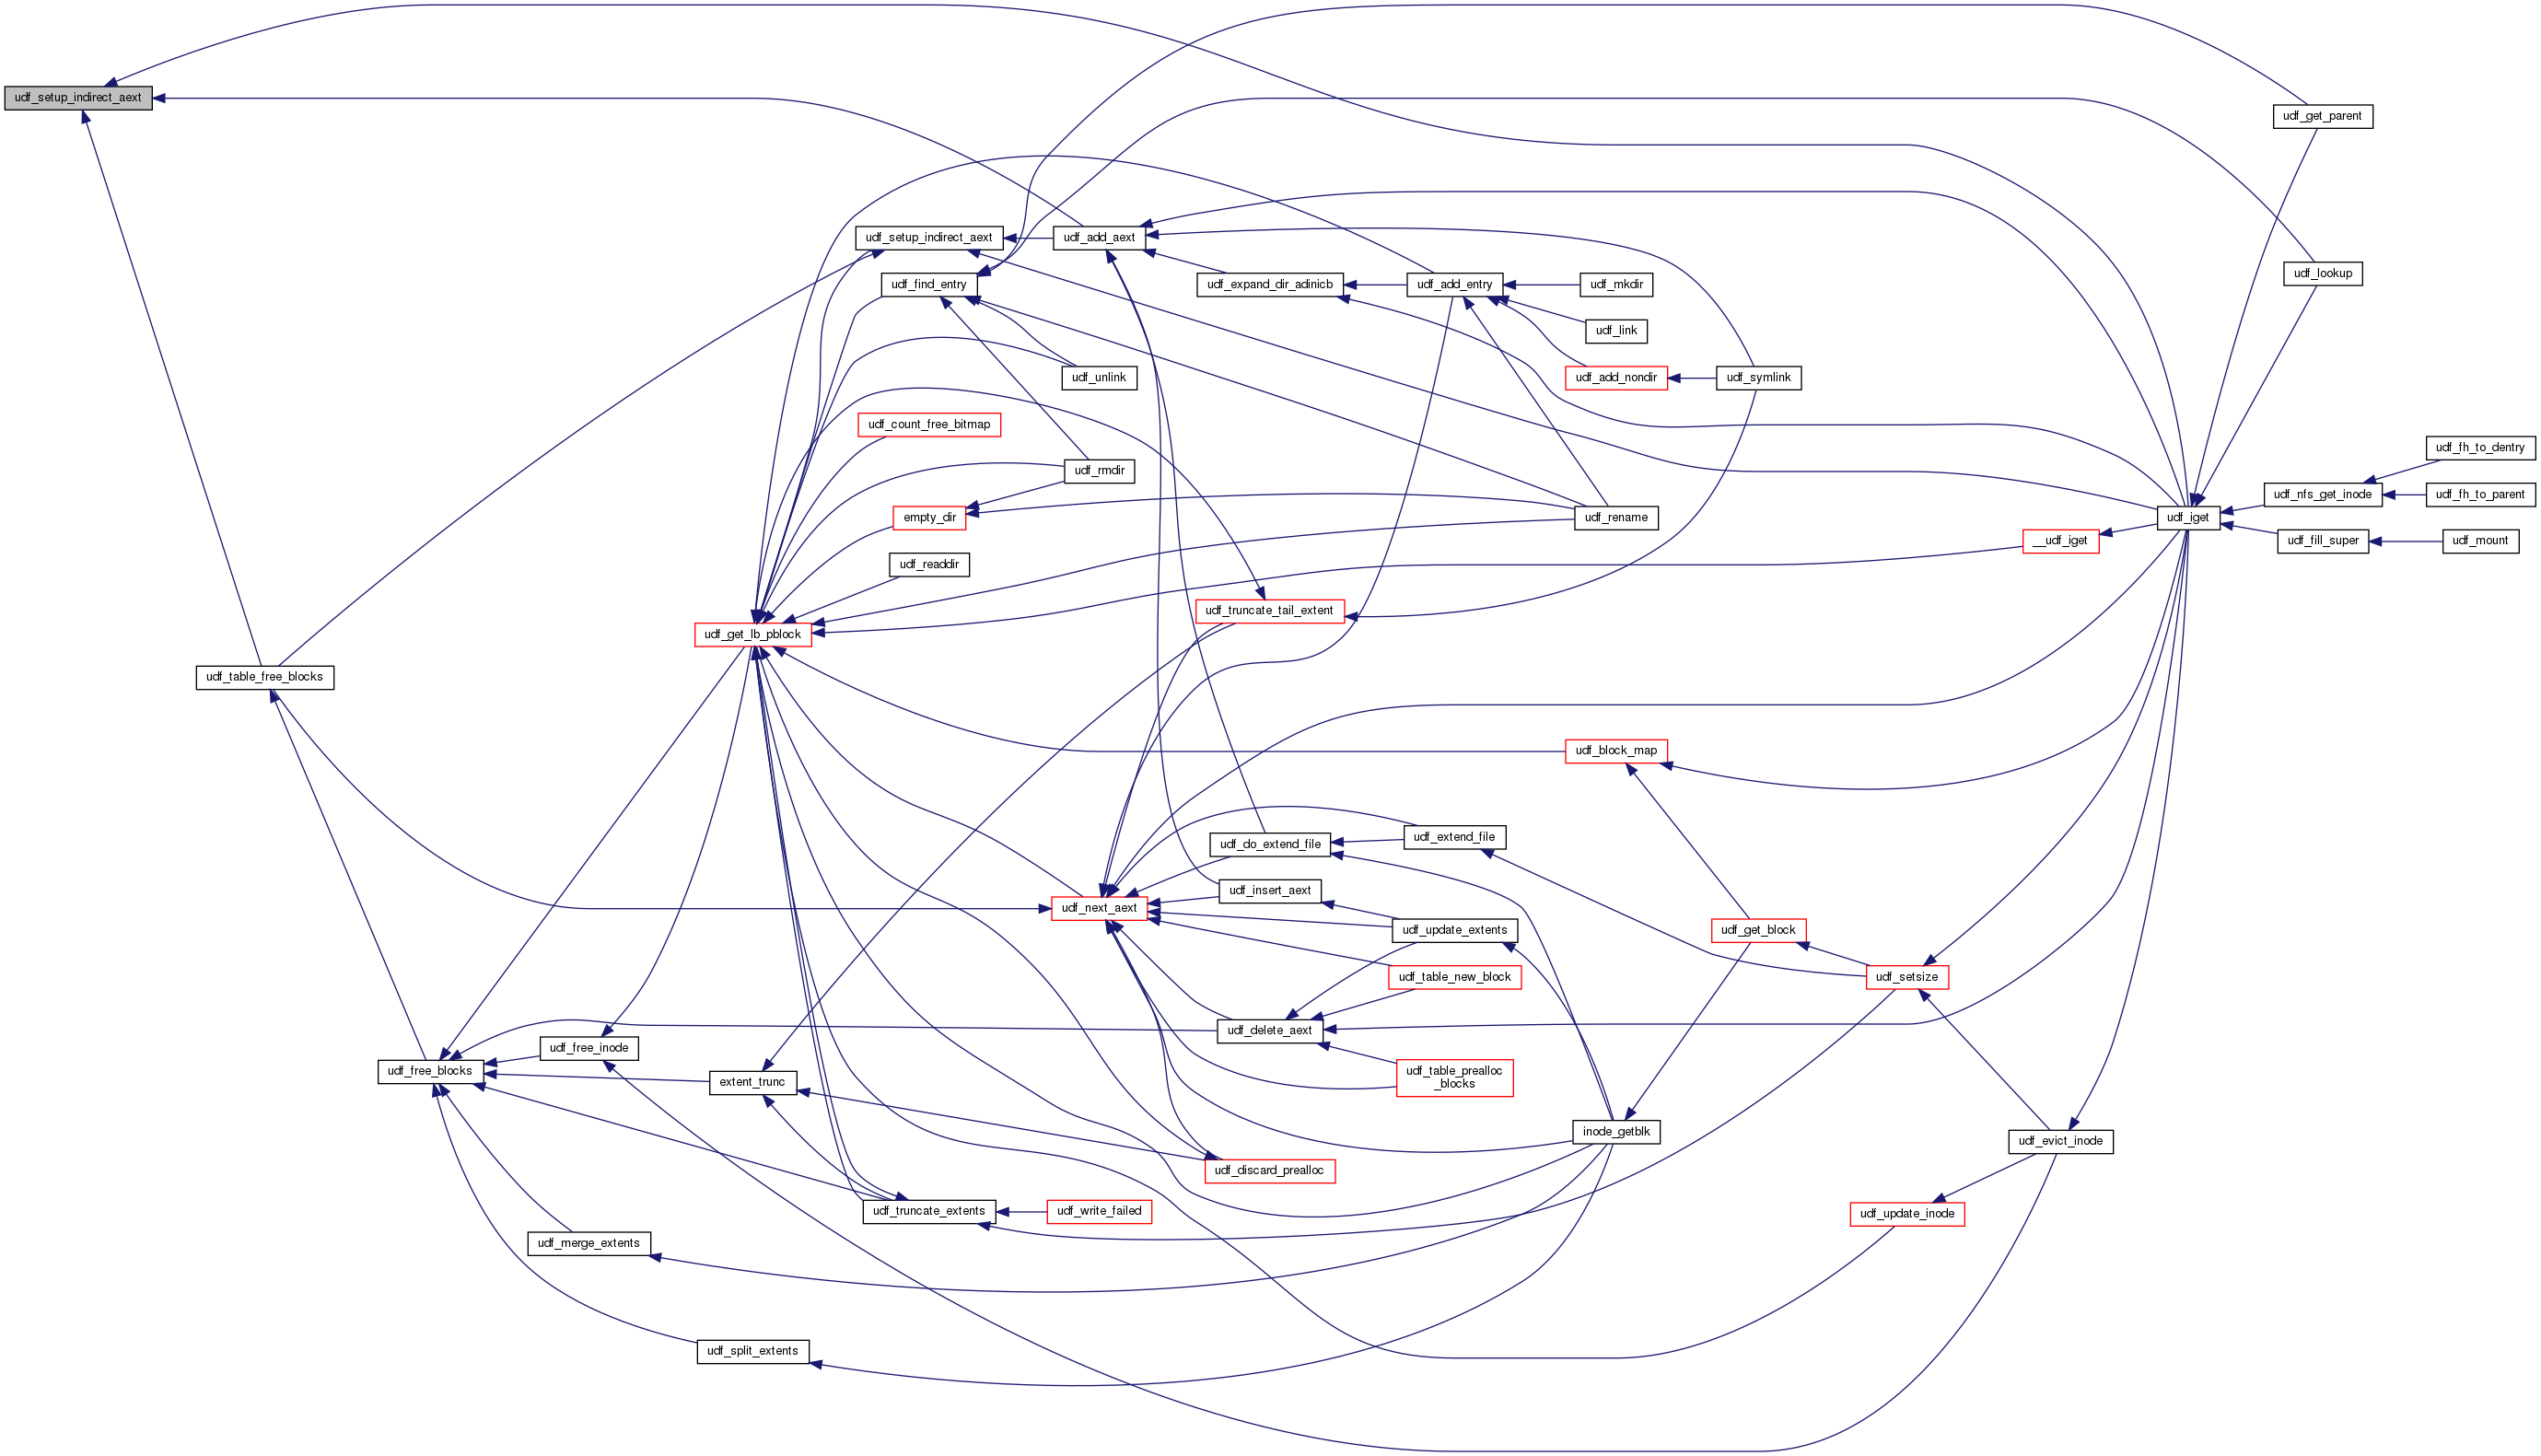 udf_setup_indirect_aext
udf_get_parent
udf_setup_indirect_aext
udf_add_aext
udf_lookup
udf_find_entry
udf_expand_dir_adinicb
udf_add_entry
udf_mkdir
udf_link
udf_unlink
udf_add_nondir
udf_symlink
udf_count_free_bitmap
udf_rmdir
udf_fh_to_dentry
udf_nfs_get_inode
udf_fh_to_parent
empty_dir
udf_rename
udf_iget
__udf_iget
udf_fill_super
udf_mount
udf_readdir
udf_truncate_tail_extent
udf_get_lb_pblock
udf_table_free_blocks
udf_block_map
udf_do_extend_file
udf_extend_file
udf_insert_aext
udf_next_aext
udf_update_extents
udf_get_block
udf_table_new_block
udf_setsize
udf_delete_aext
udf_free_inode
udf_free_blocks
extent_trunc
udf_table_prealloc
_blocks
inode_getblk
udf_evict_inode
udf_discard_prealloc
udf_truncate_extents
udf_write_failed
udf_update_inode
udf_merge_extents
udf_split_extents